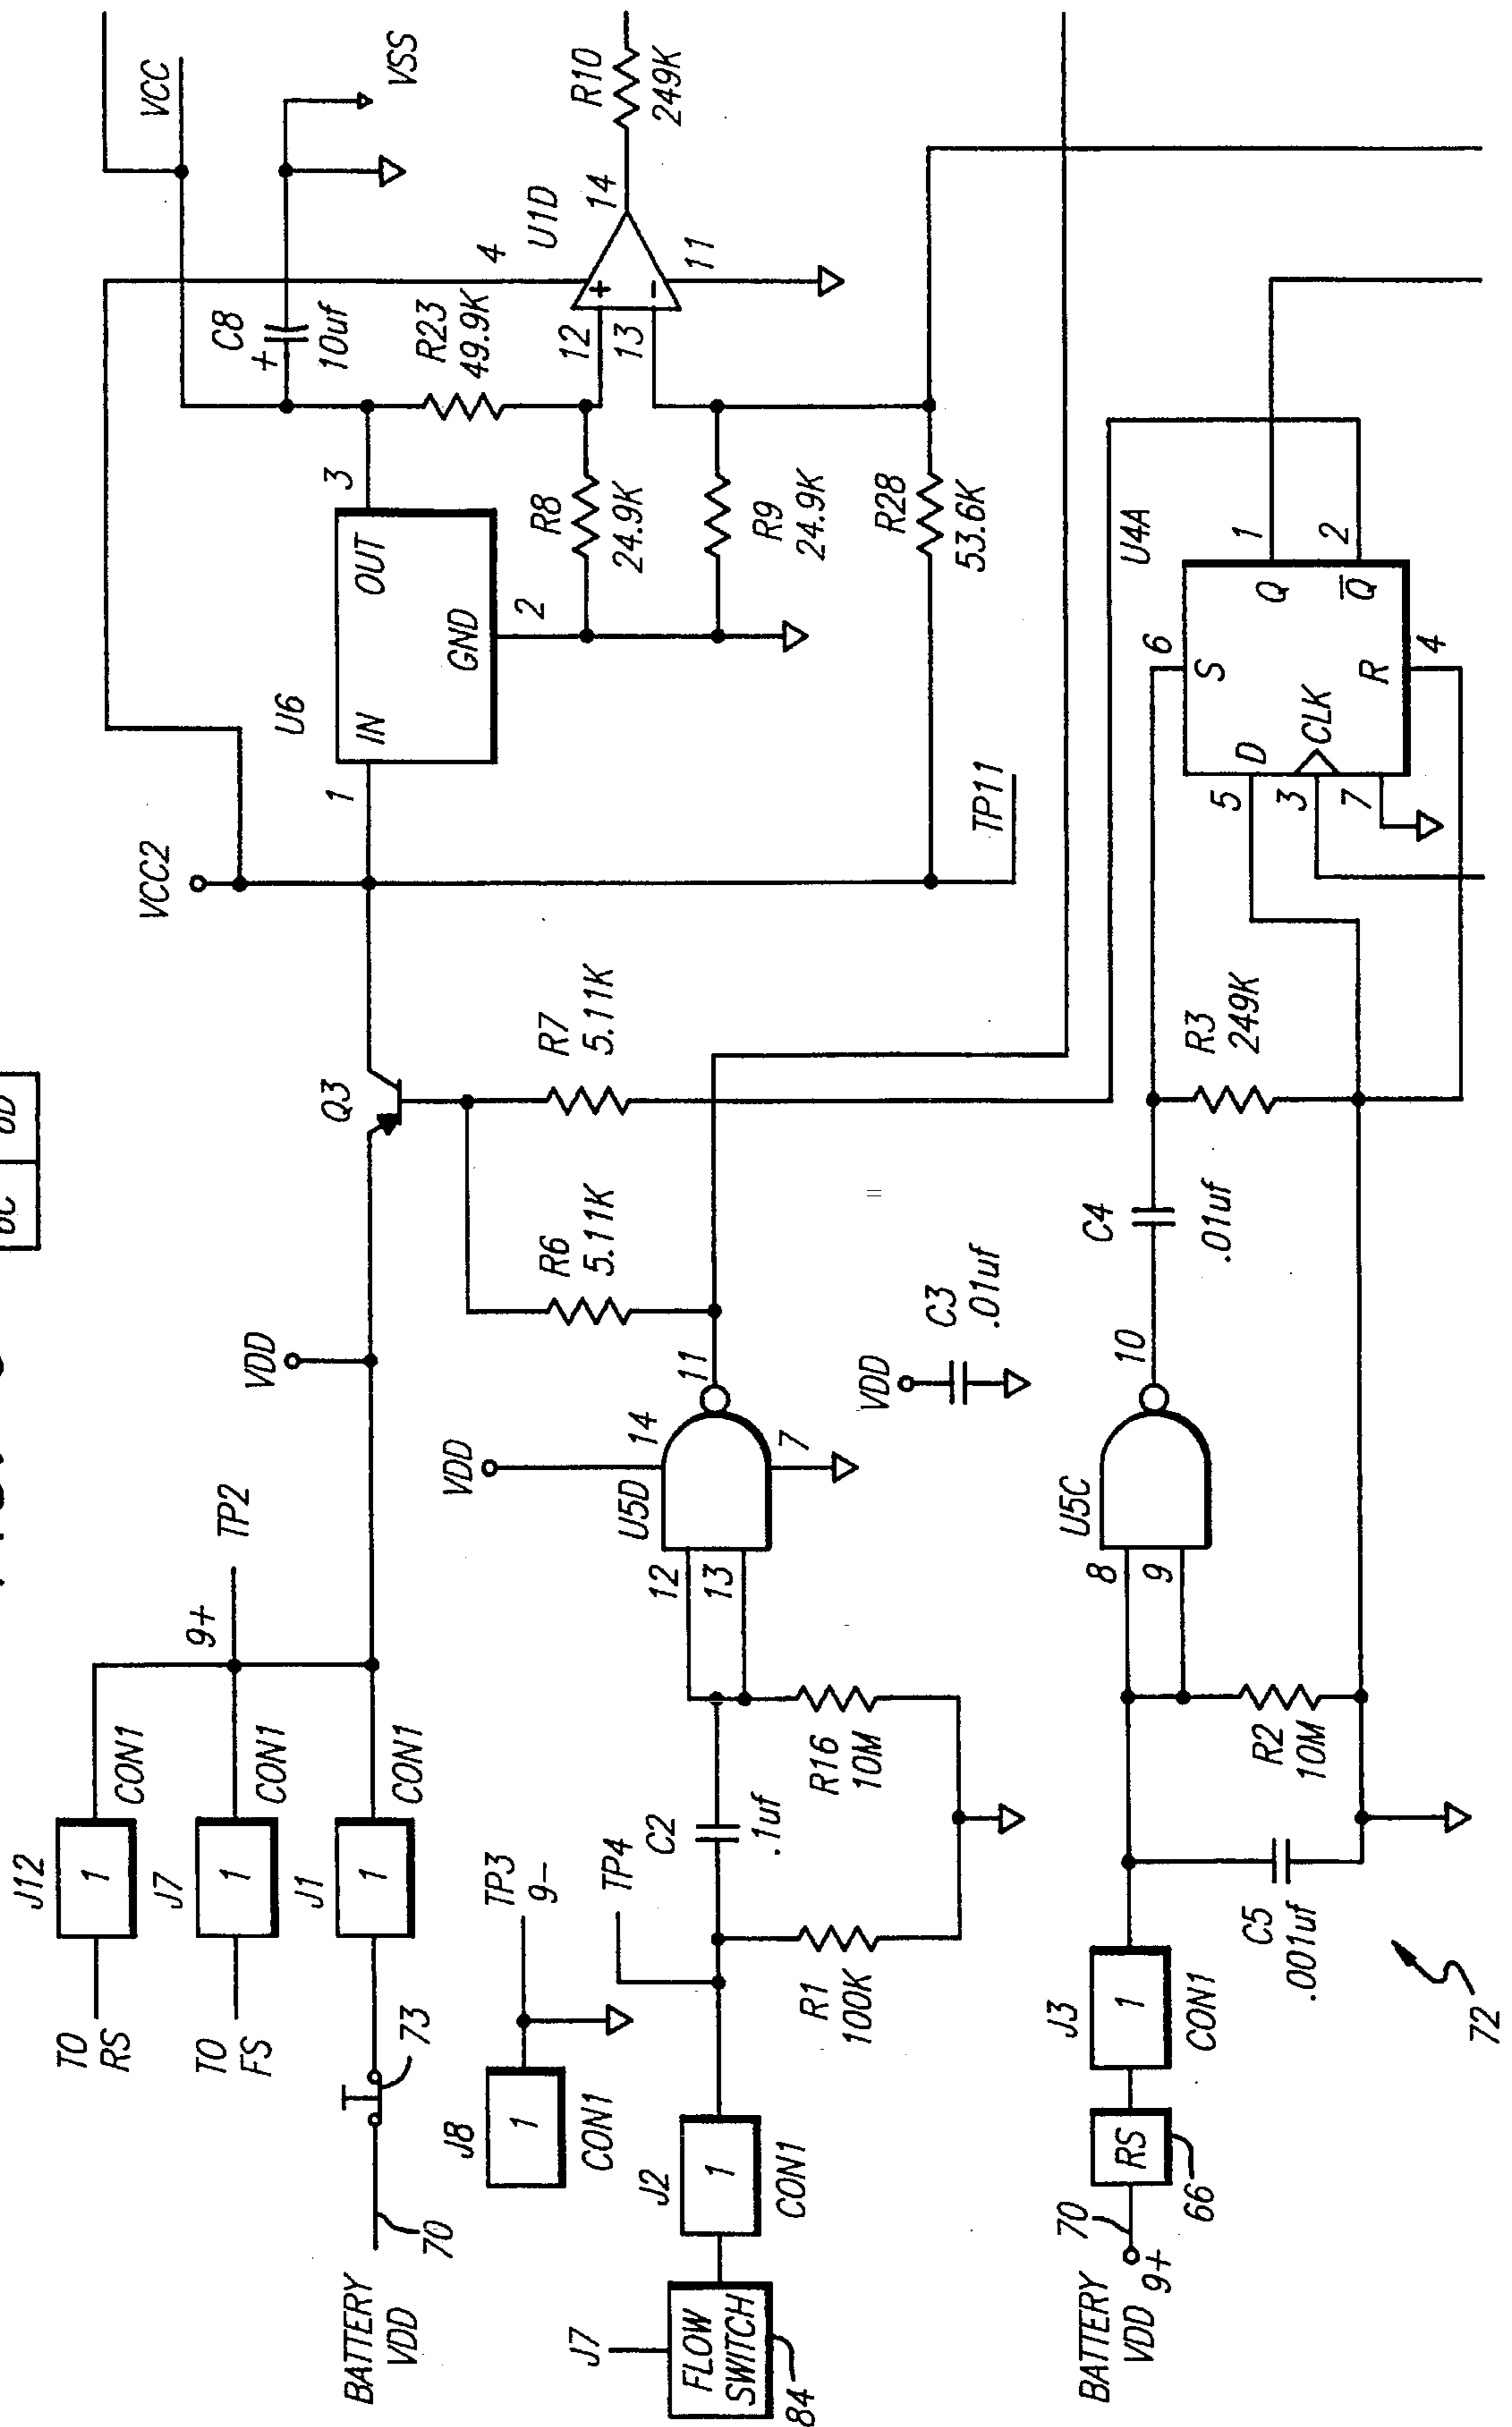 6C 6D
VCC2
VCC
VSS
C8
+
10uf
U6
1
IN
OUT
3
GND
2
R23
49.9K
4
U1D
12
13
+
-
14
11
R10
249K
R8
24.9K
R9
24.9K
R28
53.6K
TP11
Q3
VDD
TP2
9+
J12
1
CON1
TO
RS
J7
1
CON1
TO
FS
J1
1
CON1
73
70
BATTERY
VDD
R6
5.11K
R7
5.11K
VDD
14
U5D
12
13
11
7
VDD
C3
.01uf
J8
1
CON1
TP3
9-
TP4
C2
.1uf
R16
10M
R1
100K
J2
1
CON1
J7
FLOW
SWITCH
84
U4A
6
S
5
D
3
CLK
7
Q
1
Q
2
R
4
R3
249K
C4
.01uf
10
U5C
8
9
R2
10M
C5
.001uf
J3
1
CON1
RS
66
70
BATTERY
VDD 9+
72